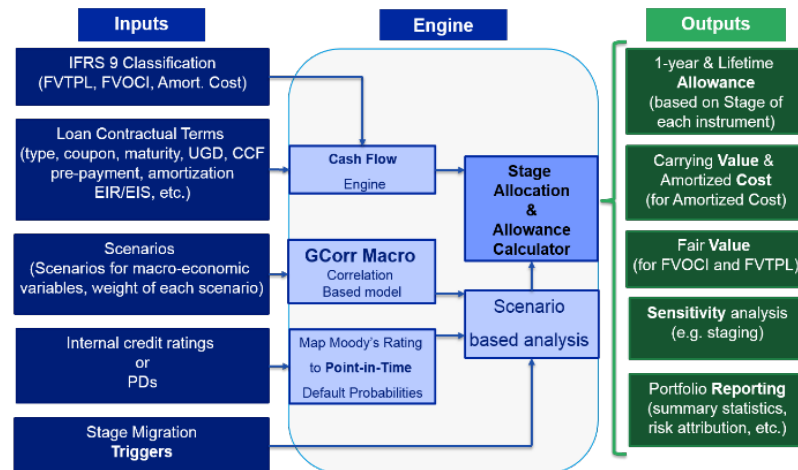 Inputs
Engine
Outputs
IFRS 9 Classification
(FVTPL, FVOCI, Amort. Cost)
Loan Contractual Terms
(type, coupon, maturity, UGD, CCF
pre-payment, amortization
EIR/EIS, etc.)
Scenarios
(Scenarios for macro-economic
variables, weight of each scenario)
Internal credit ratings
or
PDs
Stage Migration
Triggers
Cash Flow
Engine
GCorr Macro
Correlation
Based model
Map Moody's Rating
to Point-in-Time
Default Probabilities
Stage
Allocation
&
Allowance
Calculator
Scenario
based analysis
1-year & Lifetime
Allowance
(based on Stage of
each instrument)
Carrying Value &
Amortized Cost
(for Amortized Cost)
Fair Value
(for FVOCI and FVTPL)
Sensitivity analysis
(e.g. staging)
Portfolio Reporting
(summary statistics,
risk attribution, etc.)